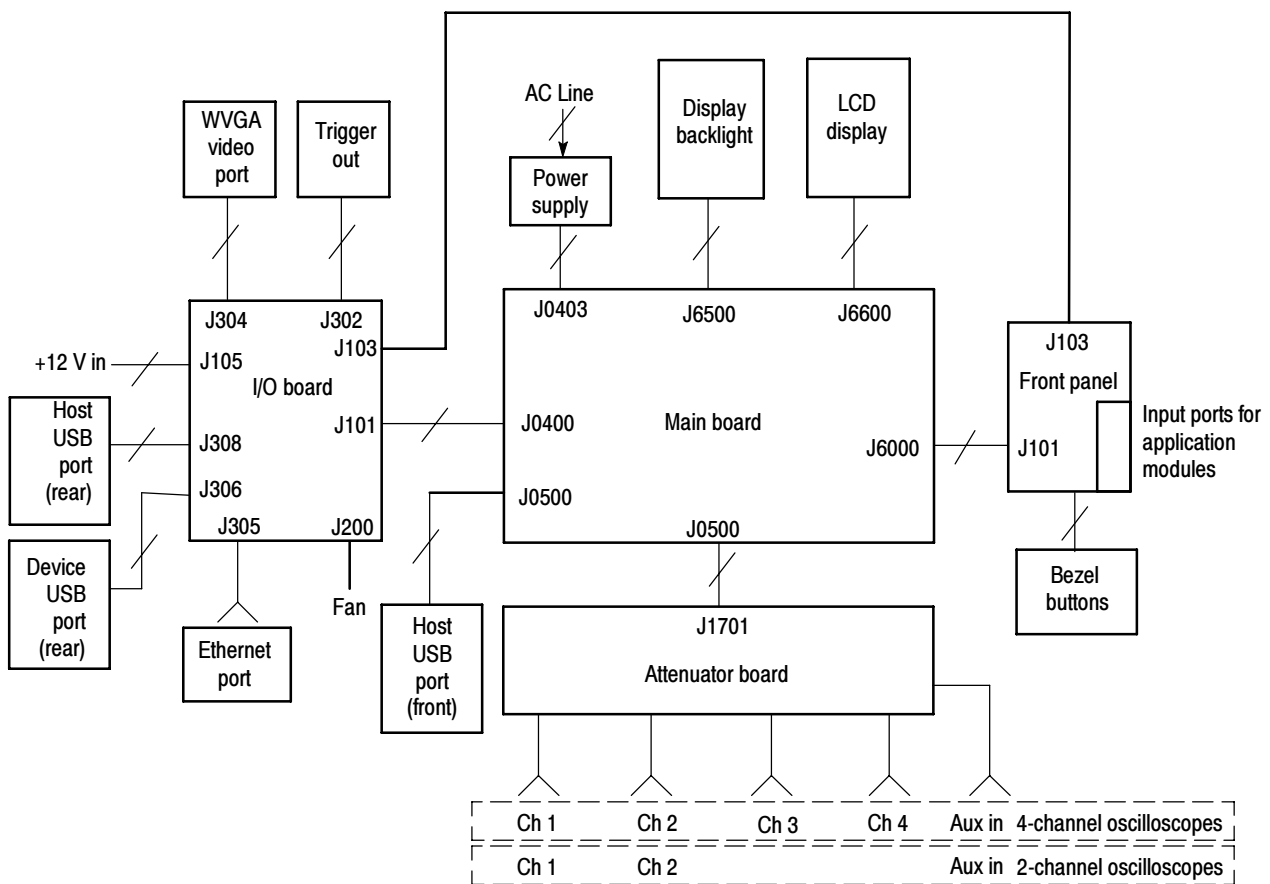 AC Line
WVGA
video
port
Trigger
out
Power
supply
Display
backlight
LCD
display
J304
J302
J103
J105
+12 V in
I/O board
Host
USB
port
(rear)
J308
J101
J306
J305
J200
Device
USB
port
(rear)
Ethernet
port
Fan
J0403
J6500
J6600
J0400
Main board
J6000
J0500
J0500
Host
USB
port
(front)
J103
Front panel
J101
Input ports for
application
modules
Bezel
buttons
J1701
Attenuator board
Ch 1 Ch 2 Ch 3 Ch 4 Aux in 4-channel oscilloscopes
Ch 1 Ch 2 Aux in 2-channel oscilloscopes